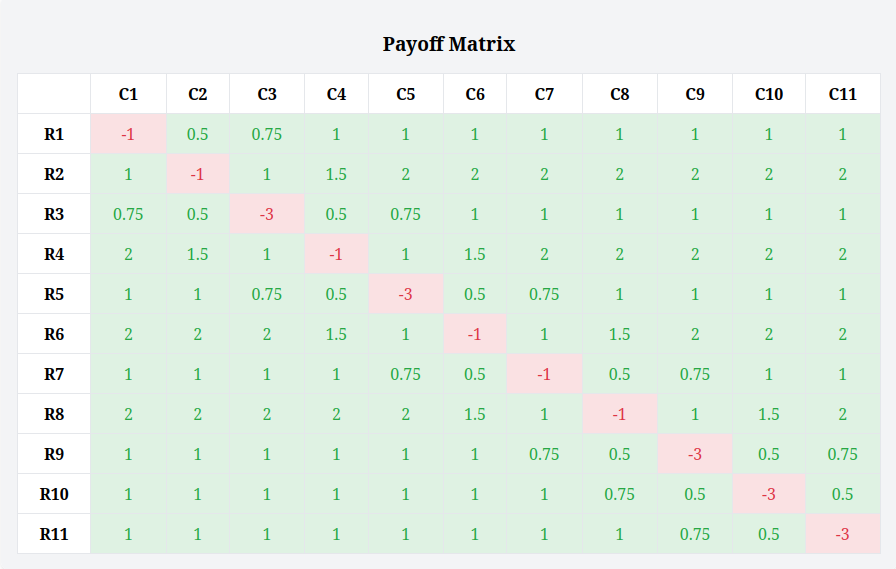 Payoff Matrix
C1 C2 C3 C4 C5 C6 C7 C8 C9 C10 C11
R1 -1 0.5 0.75 1 1 1 1 1 1 1 1
R2 1 -1 1 1.5 2 2 2 2 2 2 2
R3 0.75 0.5 -3 0.5 0.75 1 1 1 1 1 1
R4 2 1.5 1 -1 1 1.5 2 2 2 2 2
R5 1 1 0.75 0.5 -3 0.5 0.75 1 1 1 1
R6 2 2 2 1.5 1 -1 1 1.5 2 2 2
R7 1 1 1 1 0.75 0.5 -1 0.5 0.75 1 1
R8 2 2 2 2 2 1.5 1 -1 1 1.5 2
R9 1 1 1 1 1 1 0.75 0.5 -3 0.5 0.75
R10 1 1 1 1 1 1 1 0.75 0.5 -3 0.5
R11 1 1 1 1 1 1 1 1 0.75 0.5 -3